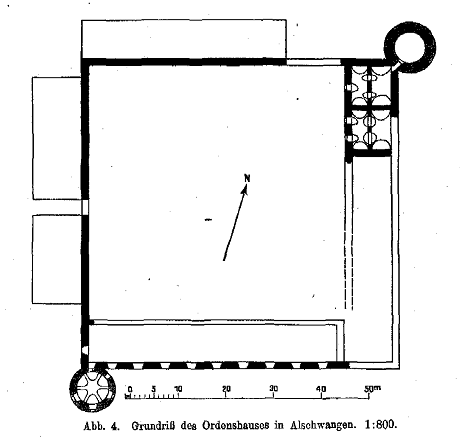 N
0 5 10 20 30 40 50m
Abb. 4. Grundriß des Ordenshauses in Alschwangen. 1:800.